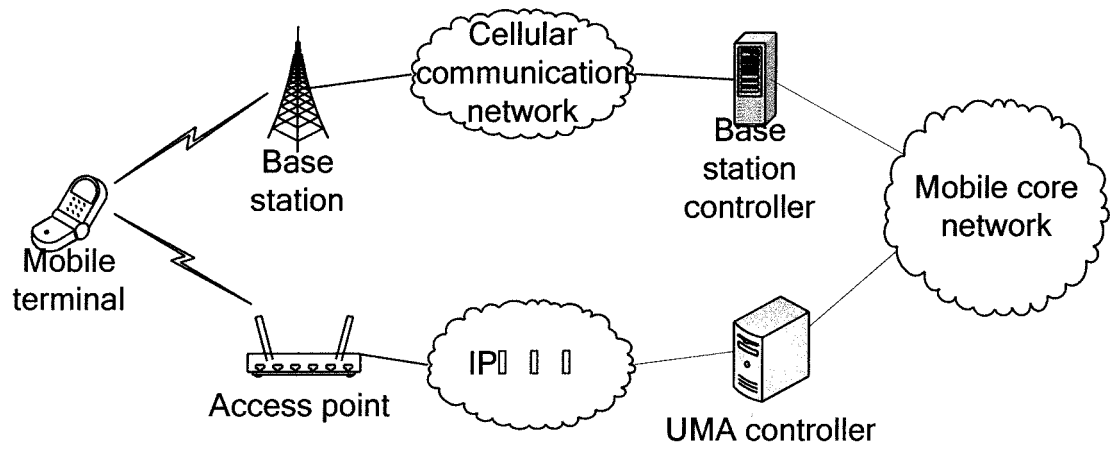 Cellular
communication
network
Base
station
Base
station
controller
Mobile core
network
Mobile
terminal
IP
Access point
UMA controller